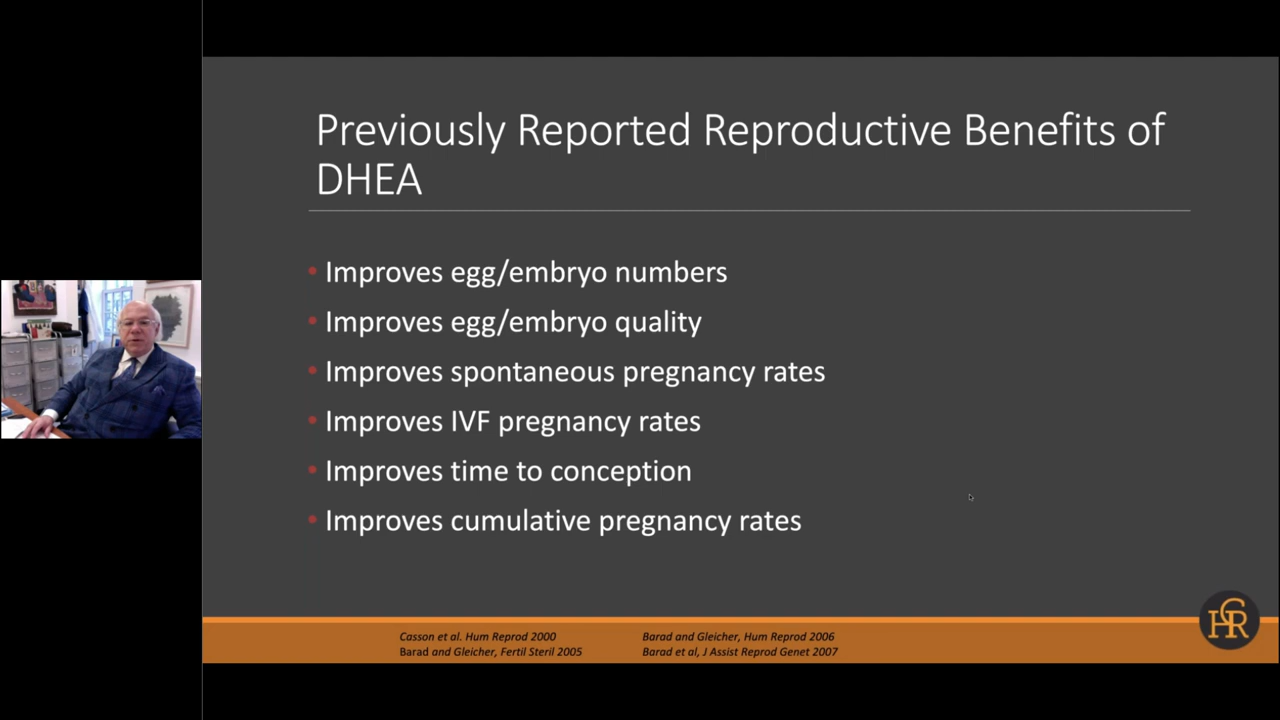 Previously Reported Reproductive Benefits of
DHEA
• Improves egg/embryo numbers
• Improves egg/embryo quality
• Improves spontaneous pregnancy rates
• Improves IVF pregnancy rates
• Improves time to conception
• Improves cumulative pregnancy rates
Casson et al. Hum Reprod 2000
Barad and Gleicher, Fertil Steril 2005
Barad and Gleicher, Hum Reprod 2006
Barad et al, J Assist Reprod Genet 2007
CHR